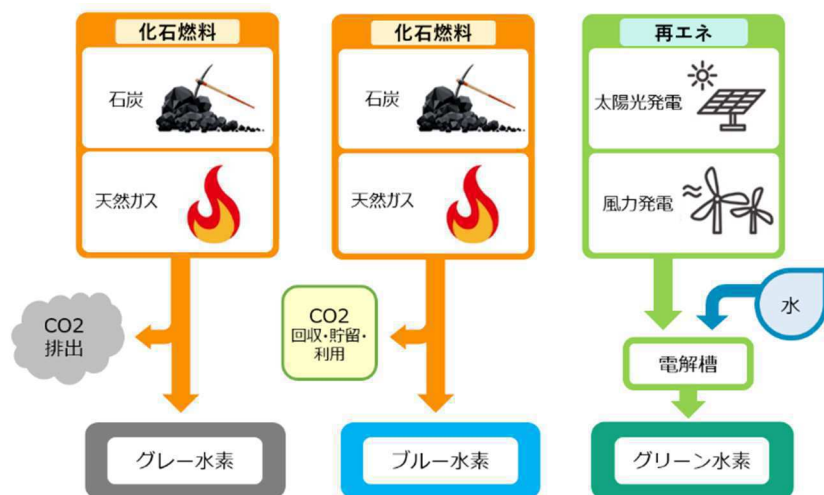 化石燃料
石炭
天然ガス
CO2
排出
グレー水素
化石燃料
石炭
天然ガス
CO2
回収・貯留・
利用
ブルー水素
再エネ
太陽光発電
風力発電
水
電解槽
グリーン水素